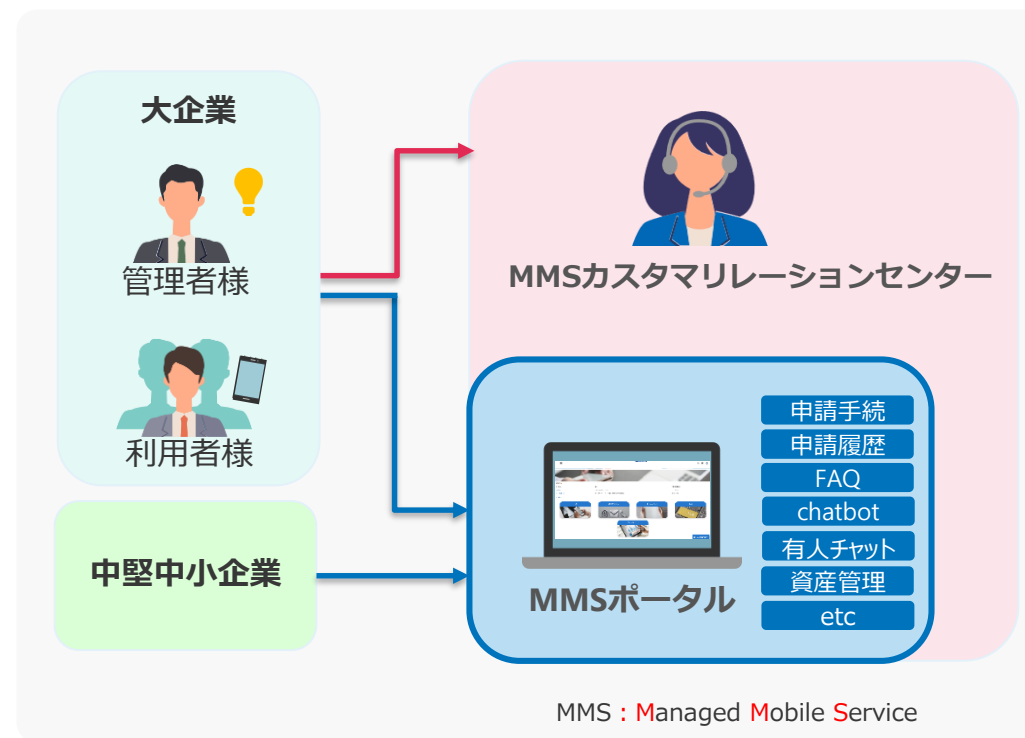 大企業
管理者様
利用者様
中堅中小企業
MMSカスタマリレーションセンター
MMSポータル
申請手続
申請履歴
FAQ
chatbot
有人チャット
資産管理
etc
MMS : Managed Mobile Service